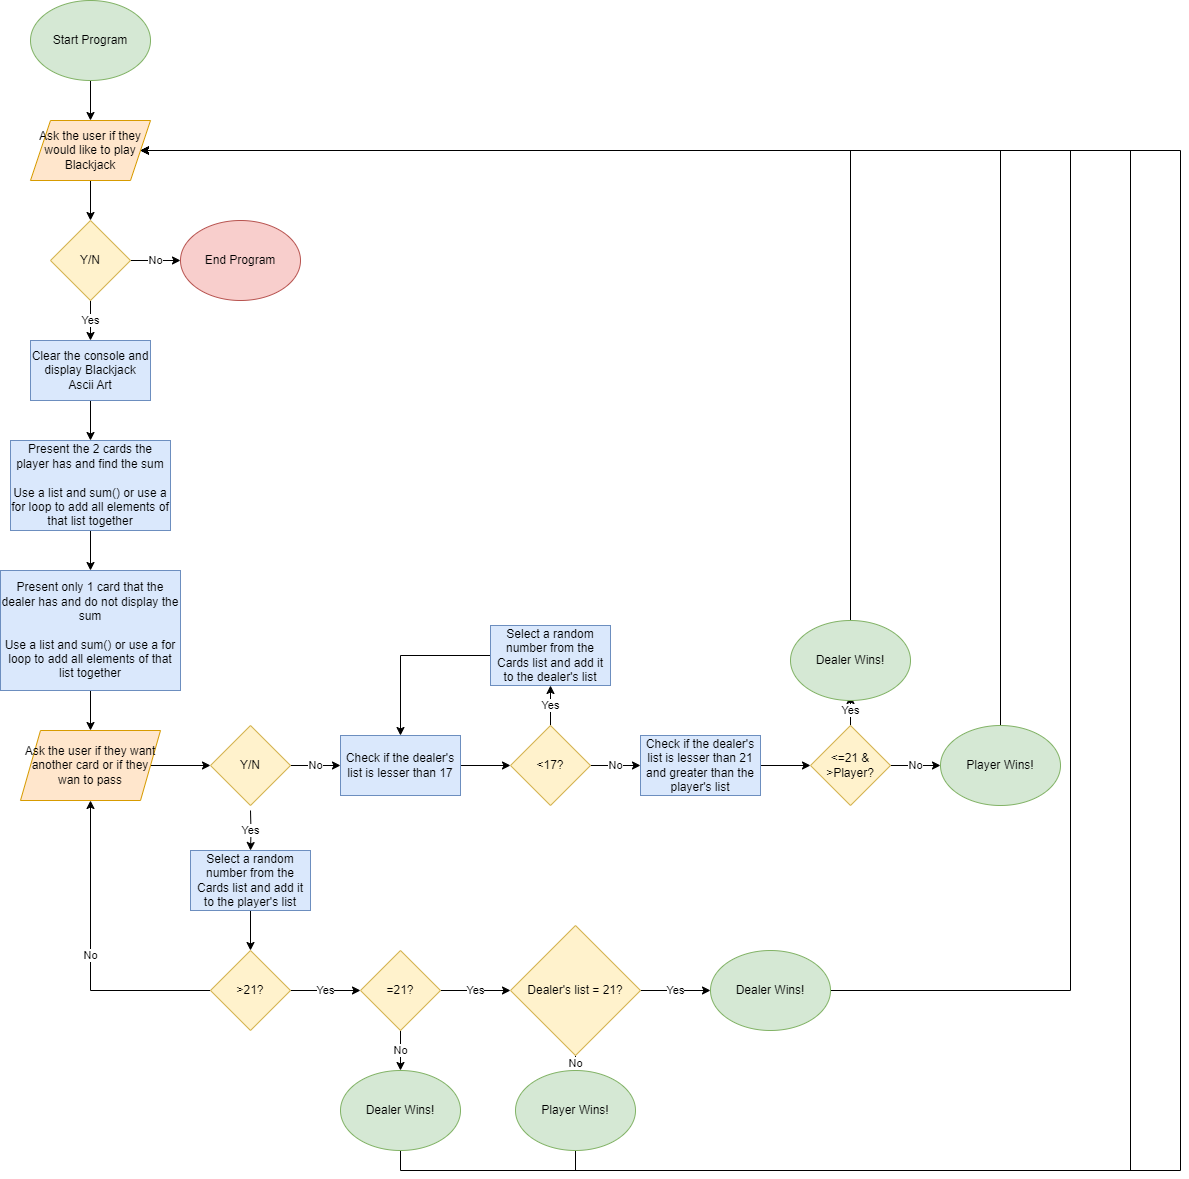 Start Program
Ask the user if they
would like to play
Blackjack
Y/N
No
End Program
Yes
Clear the console and
display Blackjack
Ascii Art
Present the 2 cards the
player has and find the sum
Use a list and sum() or use a
for loop to add all elements of
that list together
Present only 1 card that the
dealer has and do not display the
sum
Use a list and sum() or use a for
loop to add all elements of that
list together
Ask the user if they want
another card or if they
wan to pass
Y/N
No
Check if the dealer's
list is lesser than 17
<17?
Yes
Select a random
number from the
Cards list and add it
to the dealer's list
No
Check if the dealer's
list is lesser than 21
and greater than the
player's list
<=21 &
>Player?
Yes
Dealer Wins!
No
Player Wins!
Yes
Select a random
number from the
Cards list and add it
to the player's list
>21?
No
Yes
=21?
Yes
Dealer's list = 21?
Yes
Dealer Wins!
No
Dealer Wins!
No
Player Wins!